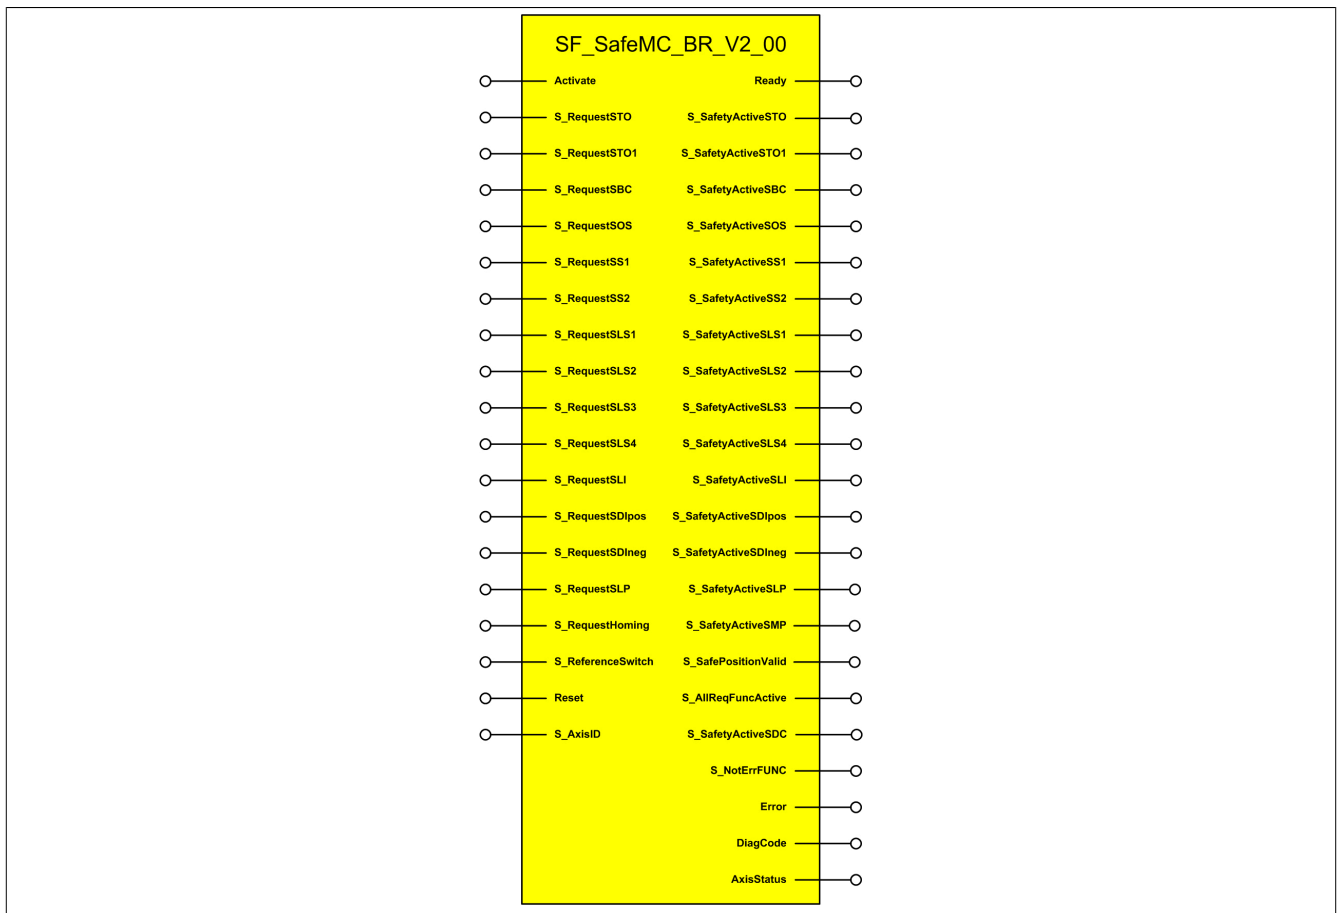 SF_SafeMC_BR_V2_00
Activate Ready
S_RequestSTO S_SafetyActiveSTO
S_RequestSTO1 S_SafetyActiveSTO1
S_RequestSBC S_SafetyActiveSBC
S_RequestSOS S_SafetyActiveSOS
S_RequestSS1 S_SafetyActiveSS1
S_RequestSS2 S_SafetyActiveSS2
S_RequestSLS1 S_SafetyActiveSLS1
S_RequestSLS2 S_SafetyActiveSLS2
S_RequestSLS3 S_SafetyActiveSLS3
S_RequestSLS4 S_SafetyActiveSLS4
S_RequestSLI S_SafetyActiveSLI
S_RequestSDIpos S_SafetyActiveSDIpos
S_RequestSDIneg S_SafetyActiveSDIneg
S_RequestSLP S_SafetyActiveSLP
S_RequestHoming S_SafetyActiveSMP
S_ReferenceSwitch S_SafePositionValid
Reset S_AllReqFuncActive
S_AxisID S_SafetyActiveSDC
S_NotErrFUNC
Error
DiagCode
AxisStatus